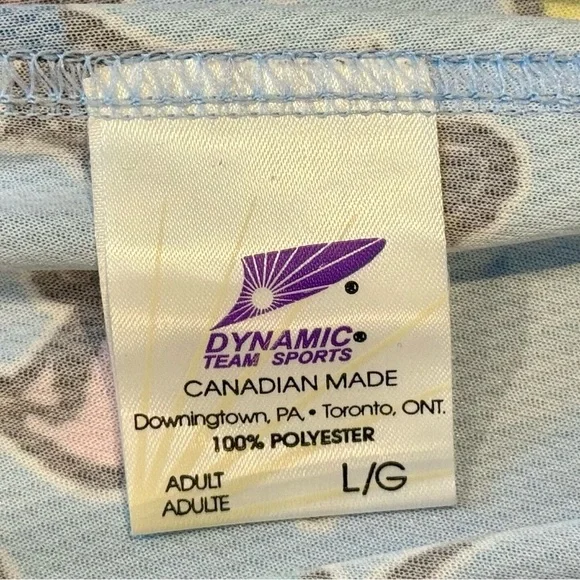 DYNAMIC®
TEAM SPORTS
CANADIAN MADE
Downingtown, PA. • Toronto, ONT.
100% POLYESTER
ADULT L/G
ADULTE